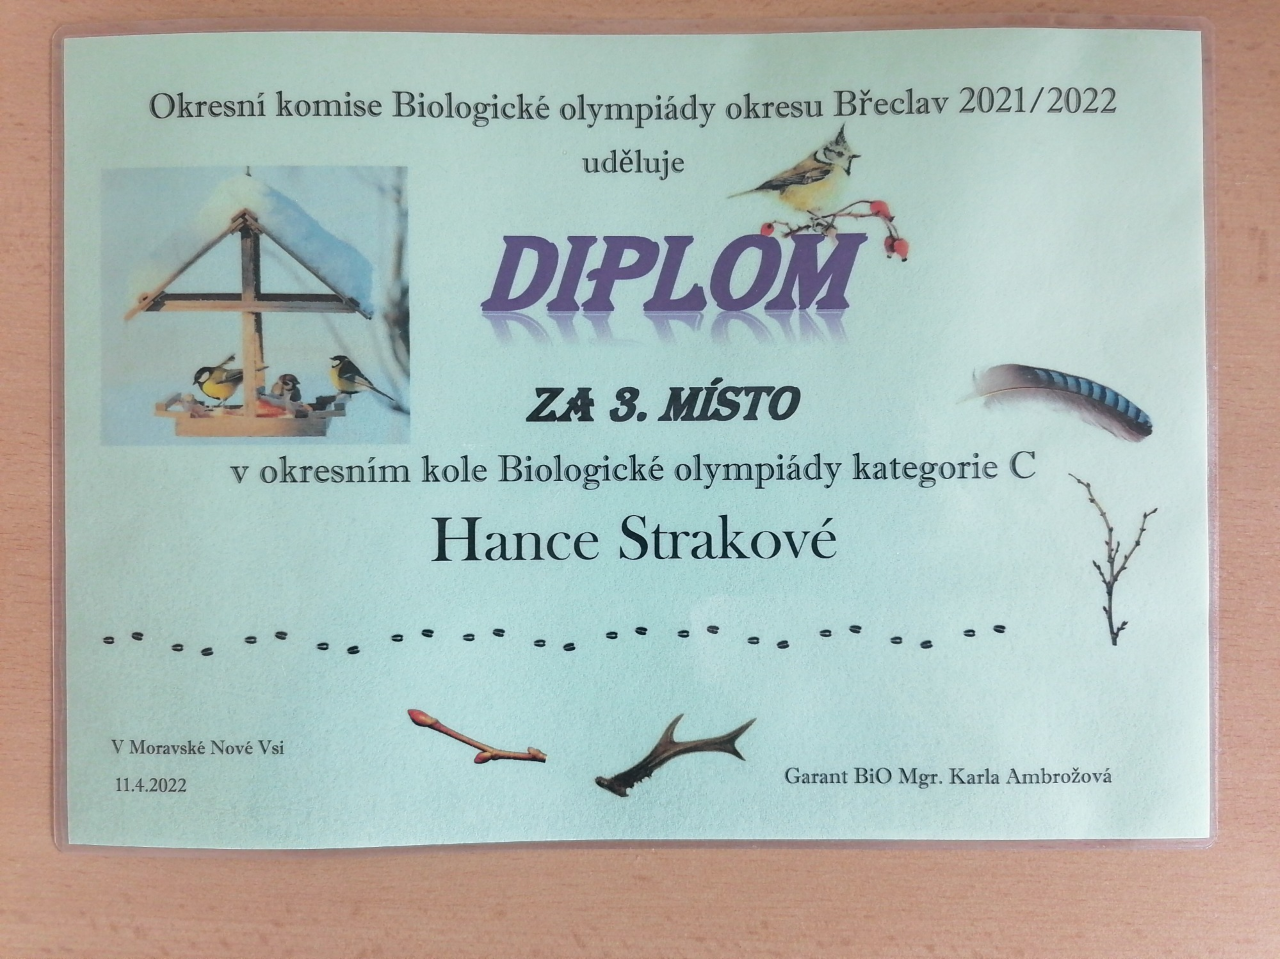 Okresní komise Biologické olympiády okresu Břeclav 2021/2022
uděluje
DIPLOM
ZA 3. MÍSTO
v okresním kole Biologické olympiády kategorie C
Hance Strakové
V Moravské Nové Vsi
11.4.2022
Garant BiO Mgr. Karla Ambrožová